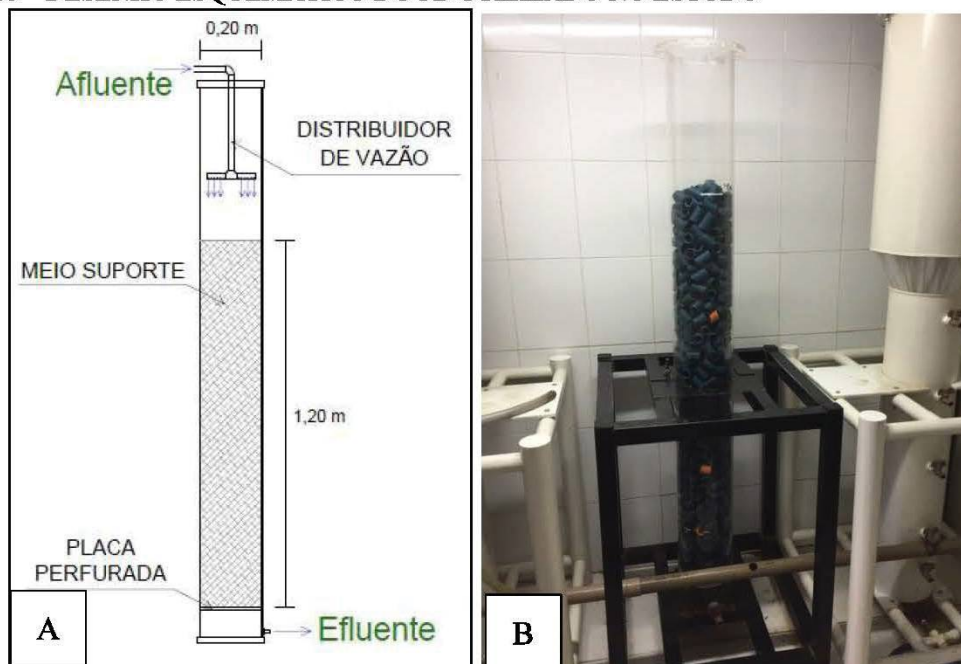 0,20 m
Afluente
DISTRIBUIDOR
DE VAZÃO
MEIO SUPORTE
1,20 m
PLACA
PERFURADA
Efluente
A
B